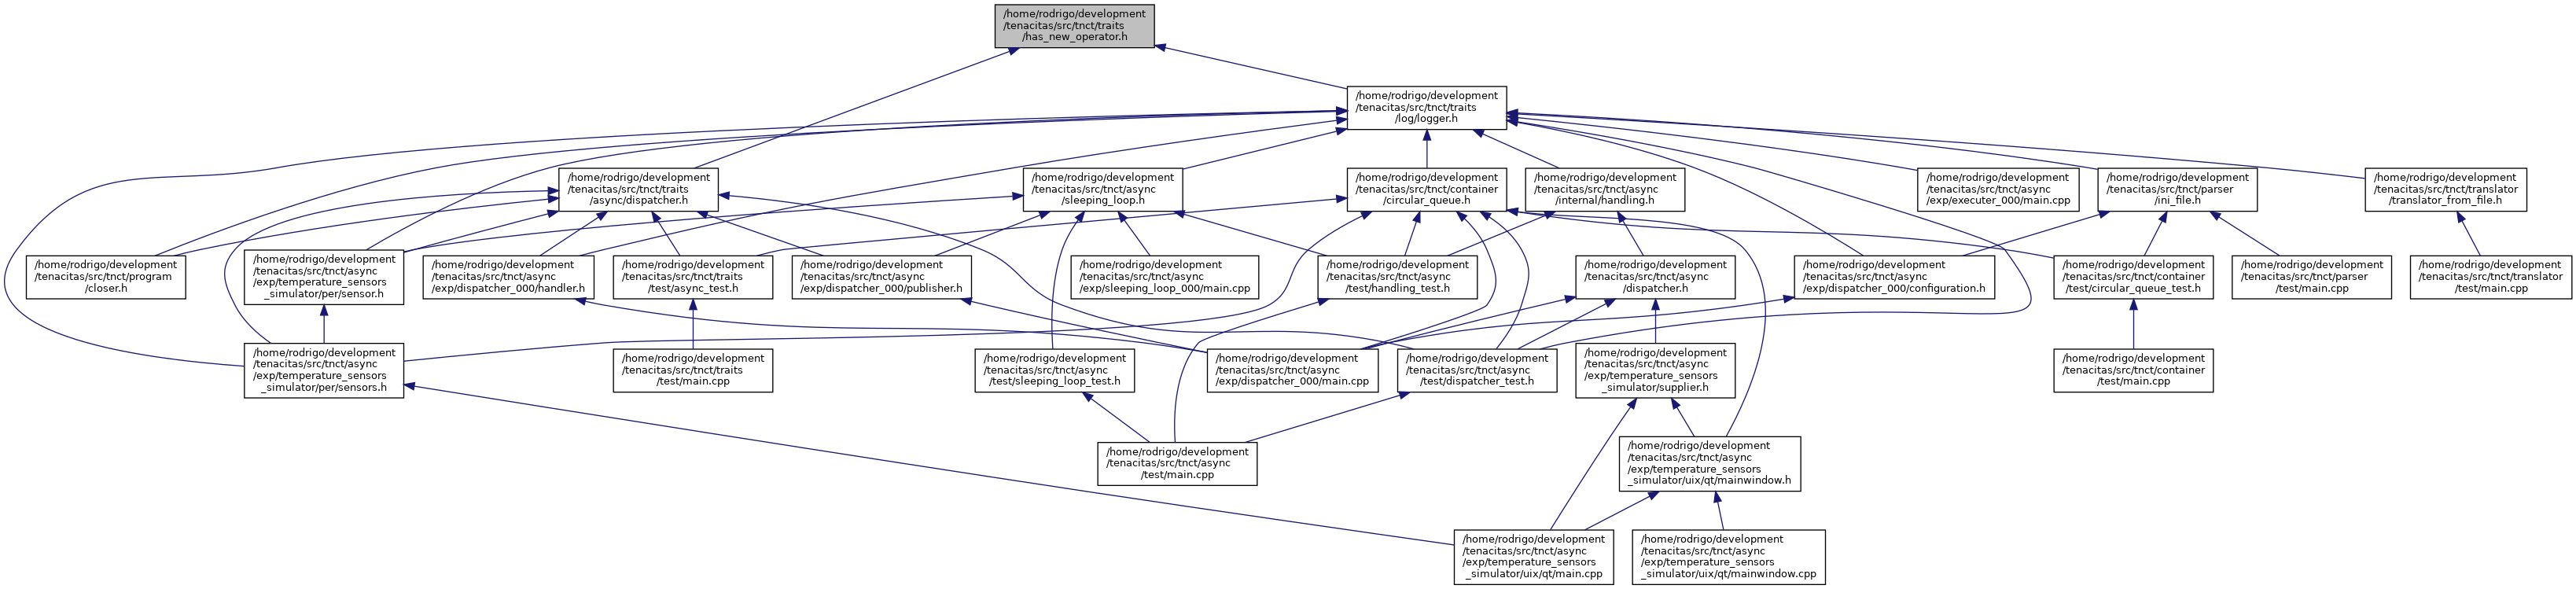 /home/rodrigo/development
/tenacitas/src/tnct/traits
/has_new_operator.h
/home/rodrigo/development
/tenacitas/src/tnct/traits
/log/logger.h
/home/rodrigo/development
/tenacitas/src/tnct/traits
/async/dispatcher.h
/home/rodrigo/development
/tenacitas/src/tnct/async
/sleeping_loop.h
/home/rodrigo/development
/tenacitas/src/tnct/container
/circular_queue.h
/home/rodrigo/development
/tenacitas/src/tnct/async
/internal/handling.h
/home/rodrigo/development
/tenacitas/src/tnct/async
/exp/executer_000/main.cpp
/home/rodrigo/development
/tenacitas/src/tnct/parser
/ini_file.h
/home/rodrigo/development
/tenacitas/src/tnct/translator
/translator_from_file.h
/home/rodrigo/development
/tenacitas/src/tnct/program
/closer.h
/home/rodrigo/development
/tenacitas/src/tnct/async
/exp/temperature_sensors
_simulator/per/sensor.h
/home/rodrigo/development
/tenacitas/src/tnct/async
/exp/dispatcher_000/handler.h
/home/rodrigo/development
/tenacitas/src/tnct/traits
/test/async_test.h
/home/rodrigo/development
/tenacitas/src/tnct/async
/exp/dispatcher_000/publisher.h
/home/rodrigo/development
/tenacitas/src/tnct/async
/exp/sleeping_loop_000/main.cpp
/home/rodrigo/development
/tenacitas/src/tnct/async
/test/handling_test.h
/home/rodrigo/development
/tenacitas/src/tnct/async
/dispatcher.h
/home/rodrigo/development
/tenacitas/src/tnct/async
/exp/dispatcher_000/configuration.h
/home/rodrigo/development
/tenacitas/src/tnct/container
/test/circular_queue_test.h
/home/rodrigo/development
/tenacitas/src/tnct/parser
/test/main.cpp
/home/rodrigo/development
/tenacitas/src/tnct/translator
/test/main.cpp
/home/rodrigo/development
/tenacitas/src/tnct/async
/exp/temperature_sensors
_simulator/per/sensors.h
/home/rodrigo/development
/tenacitas/src/tnct/traits
/test/main.cpp
/home/rodrigo/development
/tenacitas/src/tnct/async
/test/sleeping_loop_test.h
/home/rodrigo/development
/tenacitas/src/tnct/async
/exp/dispatcher_000/main.cpp
/home/rodrigo/development
/tenacitas/src/tnct/async
/test/dispatcher_test.h
/home/rodrigo/development
/tenacitas/src/tnct/async
/exp/temperature_sensors
_simulator/supplier.h
/home/rodrigo/development
/tenacitas/src/tnct/container
/test/main.cpp
/home/rodrigo/development
/tenacitas/src/tnct/async
/test/main.cpp
/home/rodrigo/development
/tenacitas/src/tnct/async
/exp/temperature_sensors
_simulator/uix/qt/mainwindow.h
/home/rodrigo/development
/tenacitas/src/tnct/async
/exp/temperature_sensors
_simulator/uix/qt/main.cpp
/home/rodrigo/development
/tenacitas/src/tnct/async
/exp/temperature_sensors
_simulator/uix/qt/mainwindow.cpp